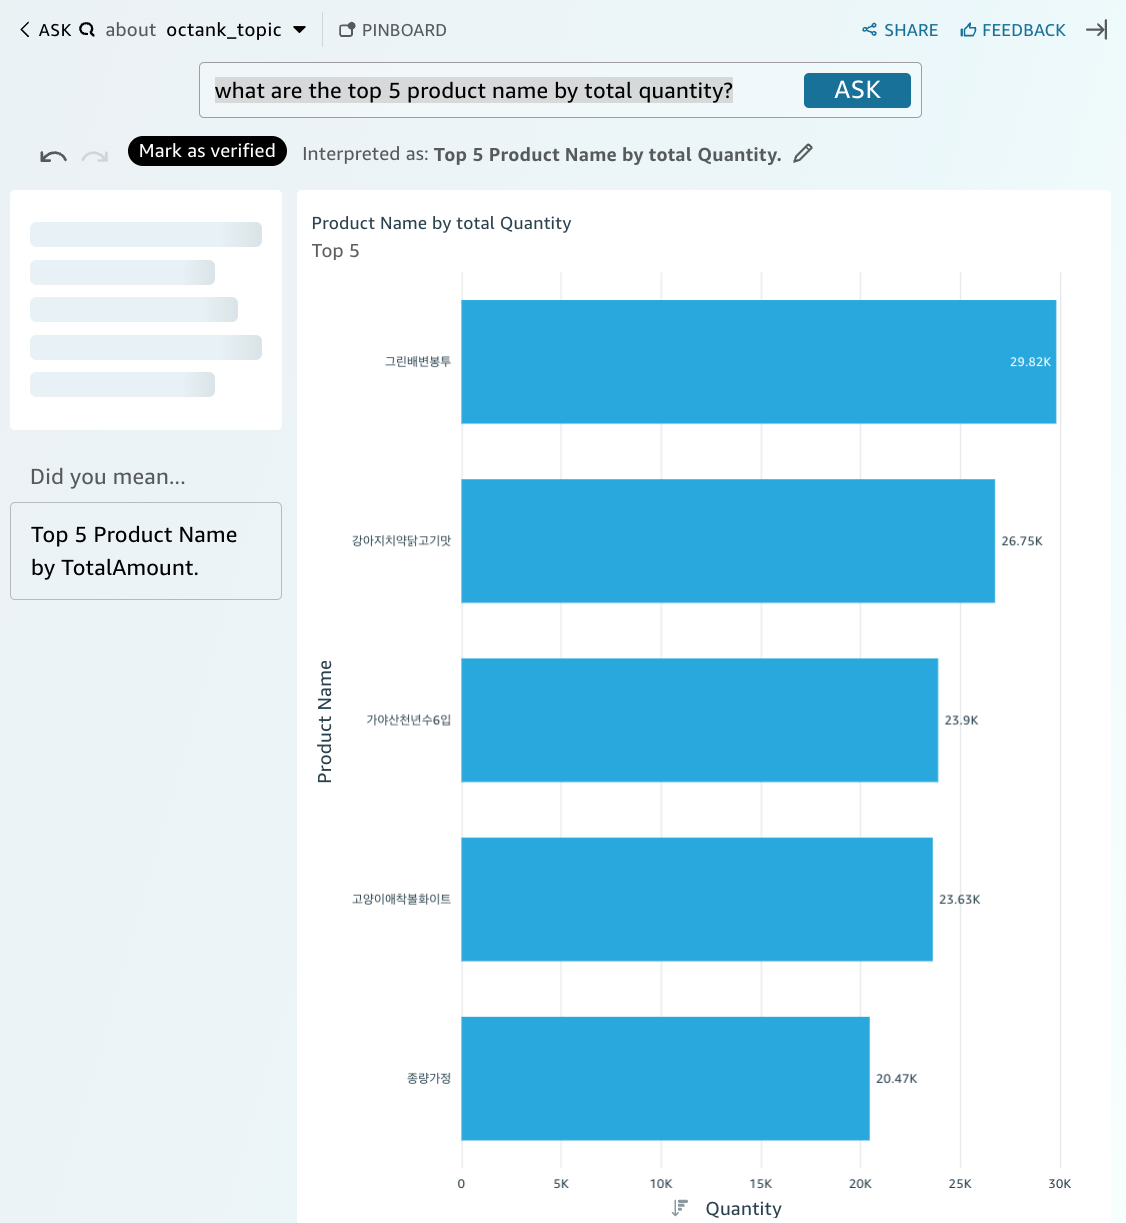 ASK about octank_topic PINBOARD SHARE FEEDBACK
what are the top 5 product name by total quantity? ASK
Mark as verified Interpreted as: Top 5 Product Name by total Quantity.
Did you mean...
Top 5 Product Name
by TotalAmount.
Product Name by total Quantity
Top 5
Product Name
그린배변봉투 29.82K
강아지치약닭고기맛 26.75K
가야산천년수6입 23.9K
고양이애착볼화이트 23.63K
종량가정 20.47K
0 5K 10K 15K 20K 25K 30K
Quantity